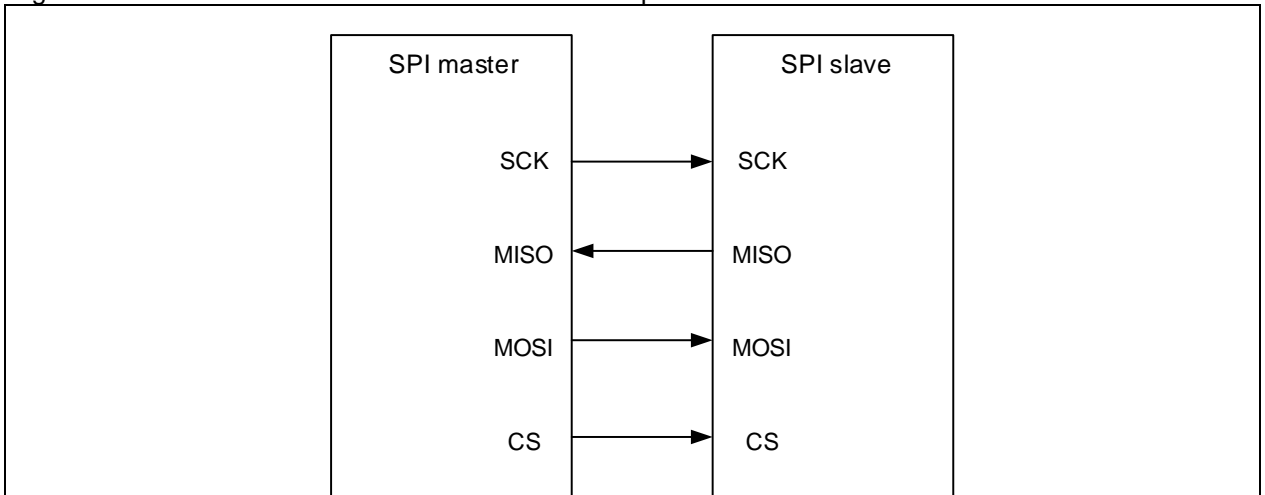 SPI master SPI slave
SCK SCK
MISO MISO
MOSI MOSI
CS CS